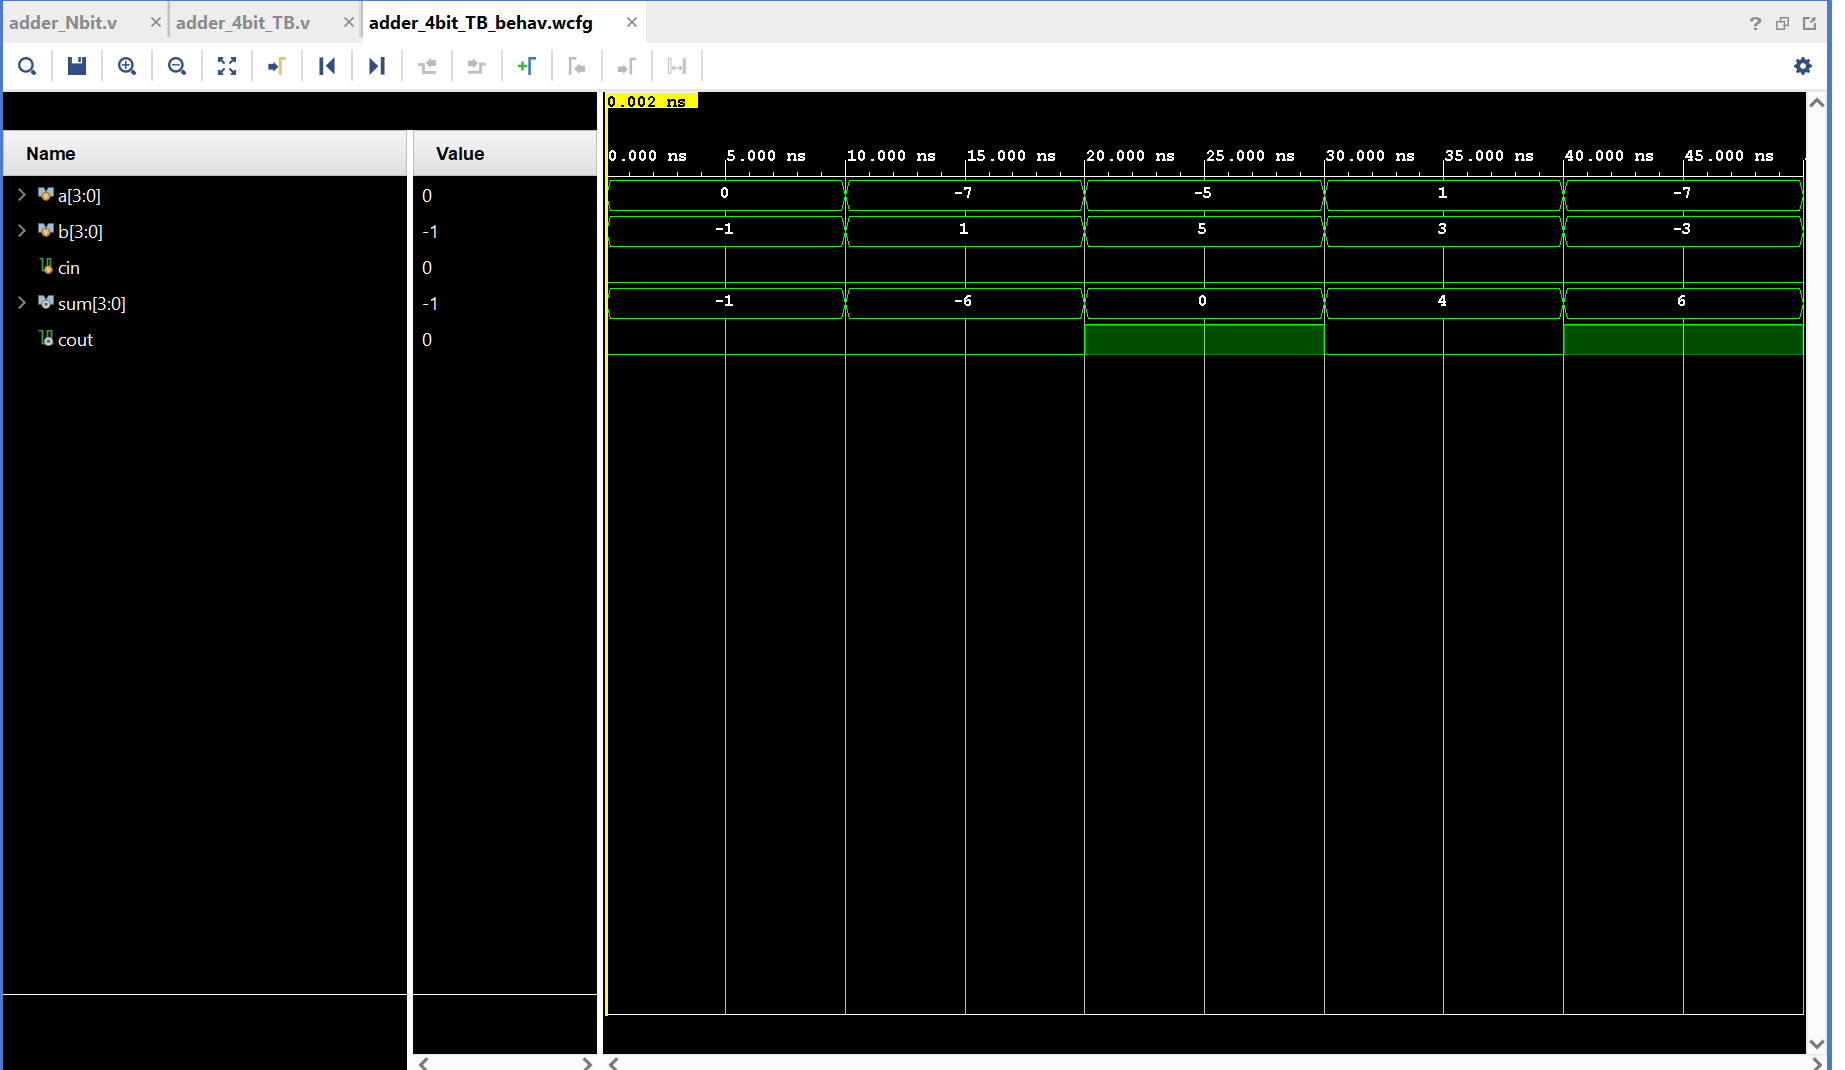 adder_Nbit.v × adder_4bit_TB.v × adder_4bit_TB_behav.wcfg × ?
0.002 ns
Name Value
0.000 ns 5.000 ns 10.000 ns 15.000 ns 20.000 ns 25.000 ns 30.000 ns 35.000 ns 40.000 ns 45.000 ns
a[3:0] 0 0 -7 -5 1 -7
b[3:0] -1 -1 1 5 3 -3
cin 0
sum[3:0] -1 -1 -6 0 4 6
cout 0